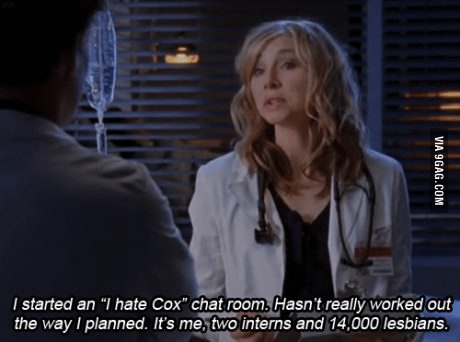 VIA 9GAG.COM
I started an "I hate Cox" chat room. Hasn't really worked out
the way I planned. It's me, two interns and 14,000 lesbians.